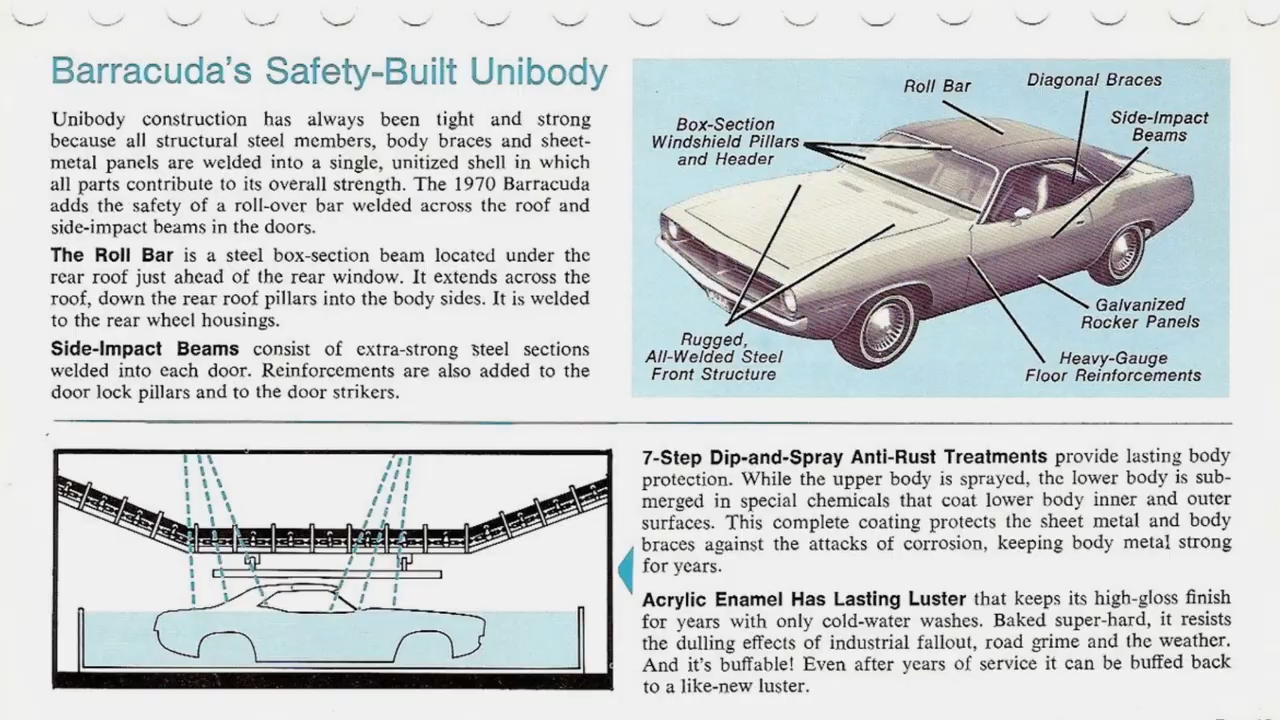 Barracuda's Safety-Built Unibody
Unibody construction has always been tight and strong
because all structural steel members, body braces and sheet-
metal panels are welded into a single, unitized shell in which
all parts contribute to its overall strength. The 1970 Barracuda
adds the safety of a roll-over bar welded across the roof and
side-impact beams in the doors.
The Roll Bar is a steel box-section beam located under the
rear roof just ahead of the rear window. It extends across the
roof, down the rear roof pillars into the body sides. It is welded
to the rear wheel housings.
Side-Impact Beams consist of extra-strong steel sections
welded into each door. Reinforcements are also added to the
door lock pillars and to the door strikers.
Roll Bar
Diagonal Braces
Box-Section
Windshield Pillars
and Header
Side-Impact
Beams
Galvanized
Rocker Panels
Rugged,
All-Welded Steel
Front Structure
Heavy-Gauge
Floor Reinforcements
7-Step Dip-and-Spray Anti-Rust Treatments provide lasting body
protection. While the upper body is sprayed, the lower body is sub-
merged in special chemicals that coat lower body inner and outer
surfaces. This complete coating protects the sheet metal and body
braces against the attacks of corrosion, keeping body metal strong
for years.
Acrylic Enamel Has Lasting Luster that keeps its high-gloss finish
for years with only cold-water washes. Baked super-hard, it resists
the dulling effects of industrial fallout, road grime and the weather.
And it's buffable! Even after years of service it can be buffed back
to a like-new luster.